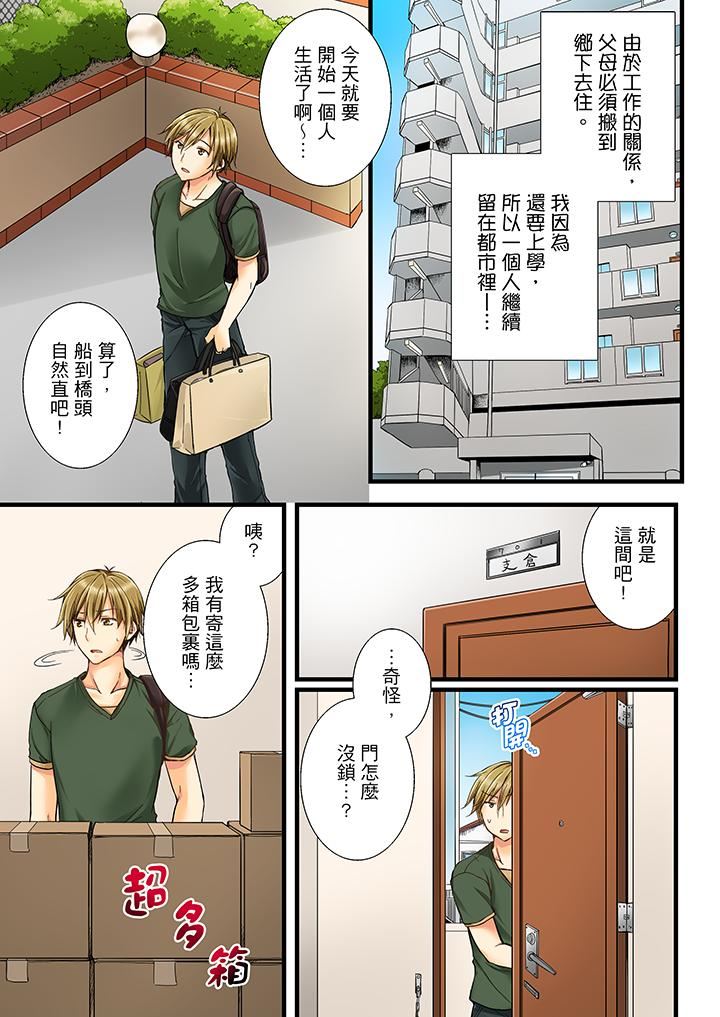 由於工作的關係，
父母必須搬到
鄉下去住。
我因為
還要上學，
所以一個人繼續
留在都市裡——…
今天就要
開始一個人
生活了啊～…
算了，
船到橋頭
自然直吧！
就是
這間吧！
701
支倉
打開…
…奇怪，
門怎麼
沒鎖…？
咦？
我有寄這麼
多箱包裹嗎…
超多箱